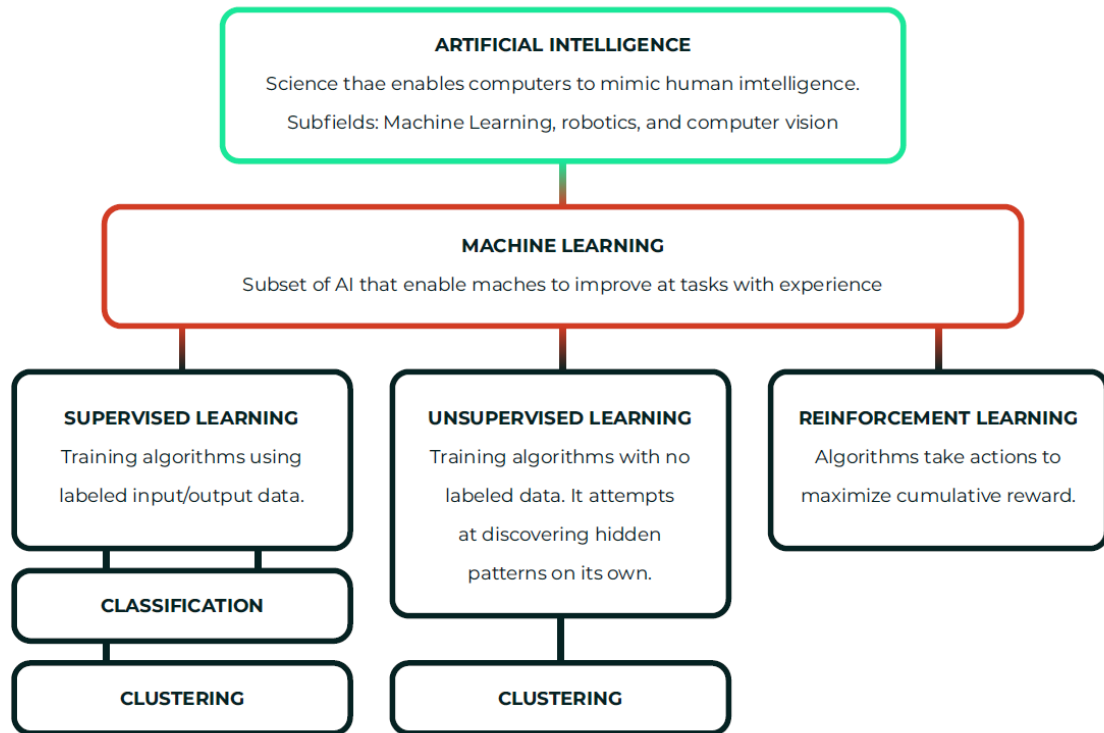 ARTIFICIAL INTELLIGENCE
Science thae enables computers to mimic human imtelligence.
Subfields: Machine Learning, robotics, and computer vision
MACHINE LEARNING
Subset of AI that enable maches to improve at tasks with experience
SUPERVISED LEARNING
Training algorithms using
labeled input/output data.
CLASSIFICATION
CLUSTERING
UNSUPERVISED LEARNING
Training algorithms with no
labeled data. It attempts
at discovering hidden
patterns on its own.
CLUSTERING
REINFORCEMENT LEARNING
Algorithms take actions to
maximize cumulative reward.